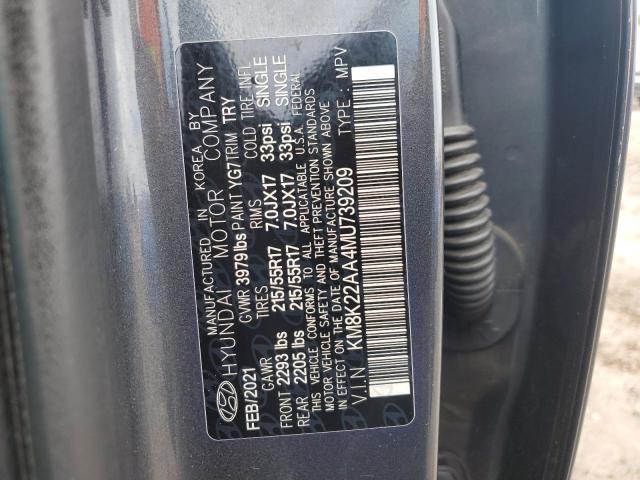 MANUFACTURED IN KOREA BY
HYUNDAI MOTOR COMPANY
FEB/2021 GVWR 3979 lbs PAINT YG7 TRIM TRY
GAWR TIRES RIMS COLD TIRE INFL
FRONT 2293 lbs 215/55R17 7.0JX17 33psi SINGLE
REAR 2205 lbs 215/55R17 7.0JX17 33psi SINGLE
THIS VEHICLE CONFORMS TO ALL APPLICABLE U.S.A. FEDERAL
MOTOR VEHICLE SAFETY AND BUMPER AND THEFT PREVENTION STANDARDS
IN EFFECT ON THE DATE OF MANUFACTURE SHOWN ABOVE
V.I.N KM8K22AA4MU739209 TYPE : MPV